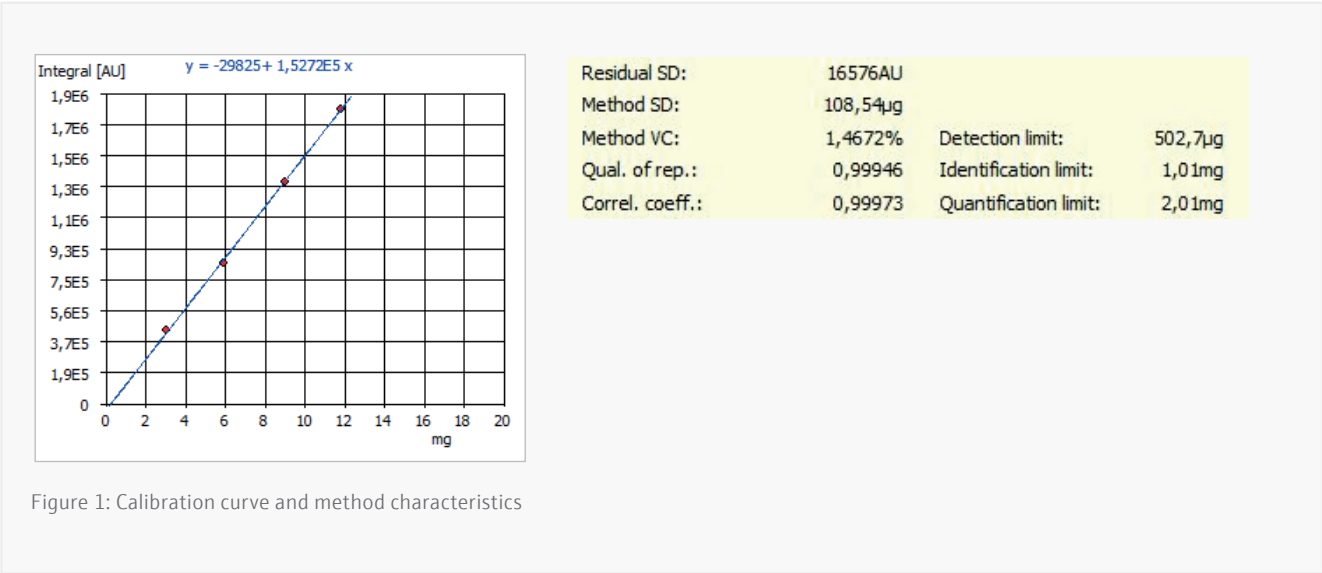 Integral [AU]
y = -29825+ 1,5272E5 x
1,9E6
1,7E6
1,5E6
1,3E6
1,1E6
9,3E5
7,5E5
5,6E5
3,7E5
1,9E5
0
0 2 4 6 8 10 12 14 16 18 20
mg
Residual SD: 16576AU
Method SD: 108,54µg
Method VC: 1,4672% Detection limit: 502,7µg
Qual. of rep.: 0,99946 Identification limit: 1,01mg
Correl. coeff.: 0,99973 Quantification limit: 2,01mg
Figure 1: Calibration curve and method characteristics